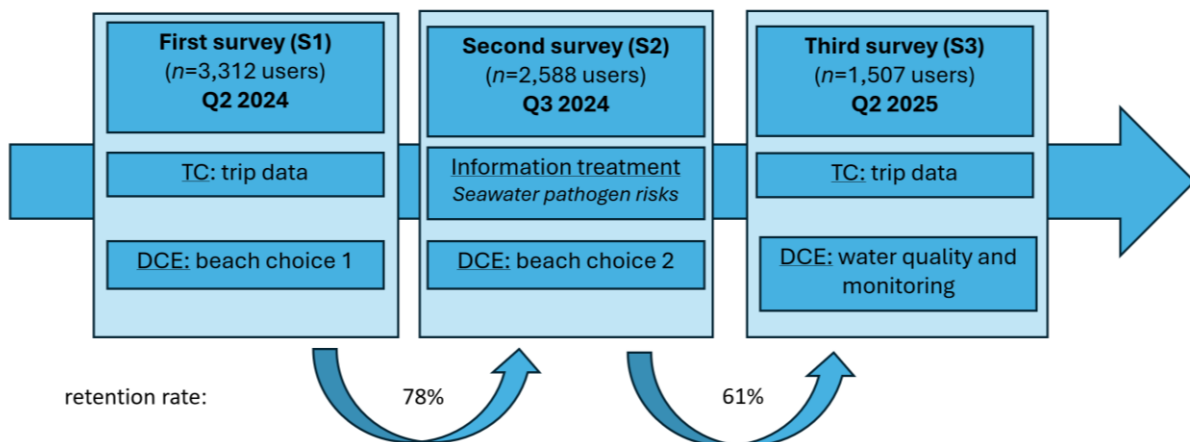 First survey (S1)
(n=3,312 users)
Q2 2024
TC: trip data
DCE: beach choice 1
Second survey (S2)
(n=2,588 users)
Q3 2024
Information treatment
Seawater pathogen risks
DCE: beach choice 2
Third survey (S3)
(n=1,507 users)
Q2 2025
TC: trip data
DCE: water quality and
monitoring
retention rate:
78%
61%